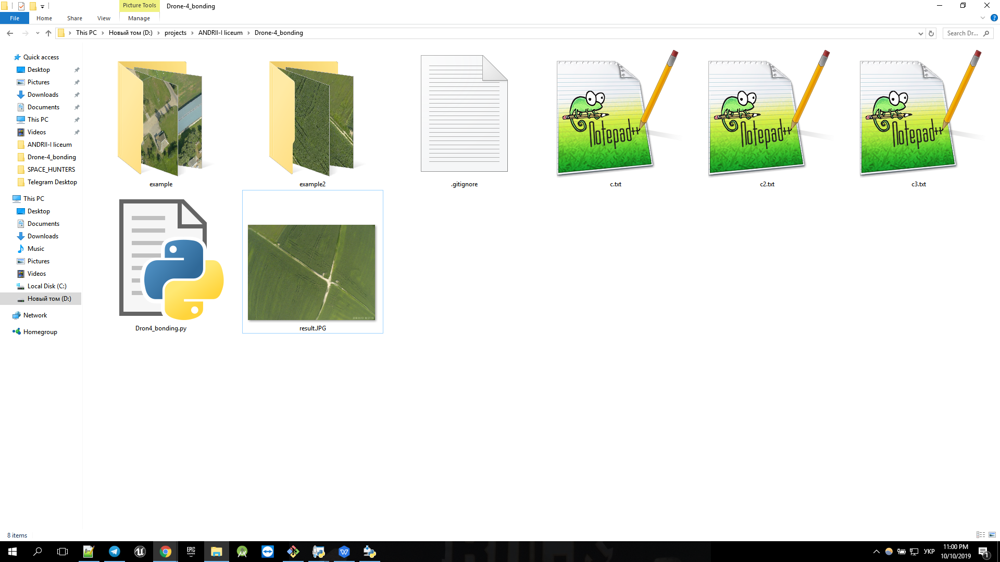 Picture Tools
Drone-4_bonding
File
Home
Share
View
Manage
This PC
Новый том (D:)
projects
ANDRII-I liceum
Drone-4_bonding
Search Dr...
Quick access
Desktop
Pictures
Downloads
Documents
This PC
Videos
ANDRII-I liceum
Drone-4_bonding
SPACE_HUNTERS
Telegram Desktop
This PC
Desktop
Documents
Downloads
Music
Pictures
Videos
Local Disk (C:)
Новый том (D:)
Network
Homegroup
Notepad++
Notepad++
Notepad++
example
example2
.gitignore
c.txt
c2.txt
c3.txt
Dron4_bonding.py
result.JPG
8 items
EPIC
GAMES
УКР
11:00 PM
10/10/2019
1